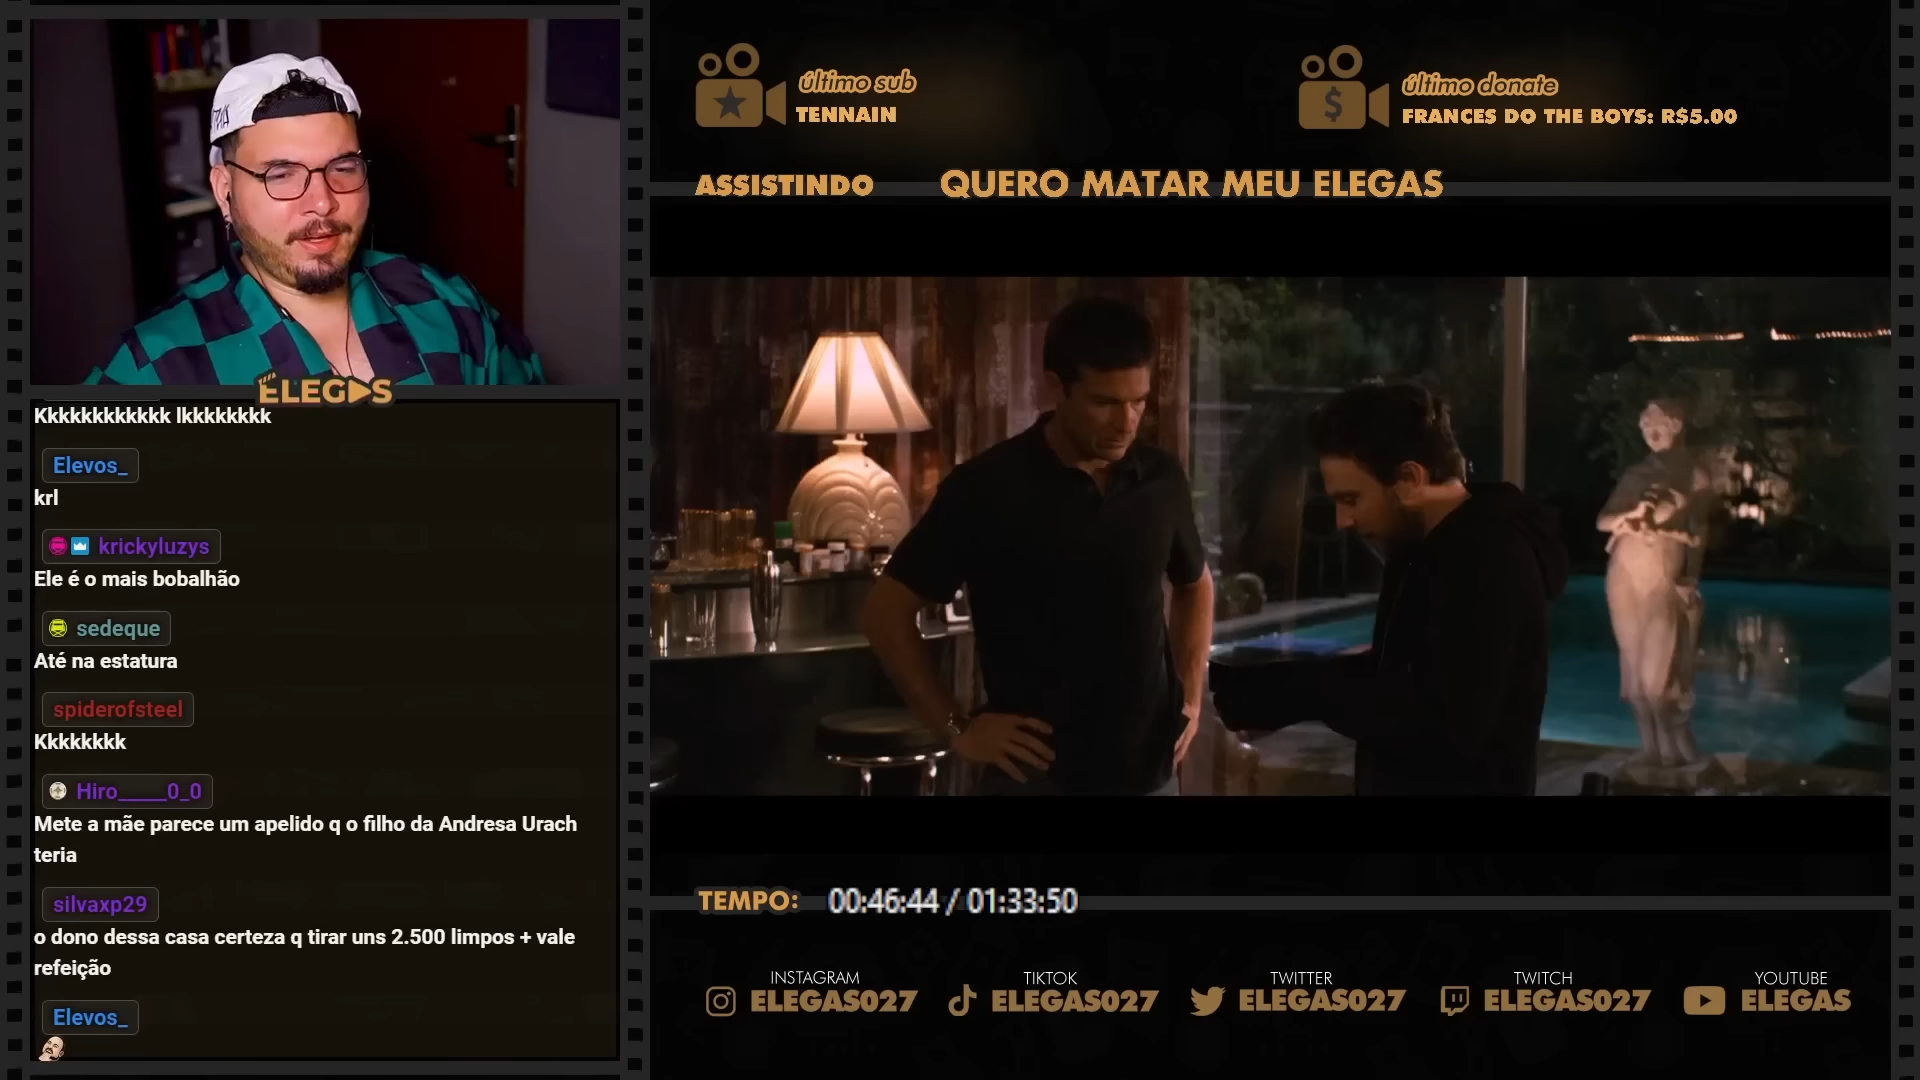 ELEGAS
Kkkkkkkkkkkk lkkkkkkkk
Elevos_
krl
krickyluzys
Ele é o mais bobalhão
sedeque
Até na estatura
spiderofsteel
Kkkkkkkk
Hiro_____0_0
Mete a mãe parece um apelido q o filho da Andresa Urach
teria
silvaxp29
o dono dessa casa certeza q tirar uns 2.500 limpos + vale
refeição
Elevos_
último sub
TENNAIN
último donate
FRANCES DO THE BOYS: R$5.00
ASSISTINDO
QUERO MATAR MEU ELEGAS
TEMPO: 00:46:44 / 01:33:50
INSTAGRAM
ELEGAS027
TIKTOK
ELEGAS027
TWITTER
ELEGAS027
TWITCH
ELEGAS027
YOUTUBE
ELEGAS